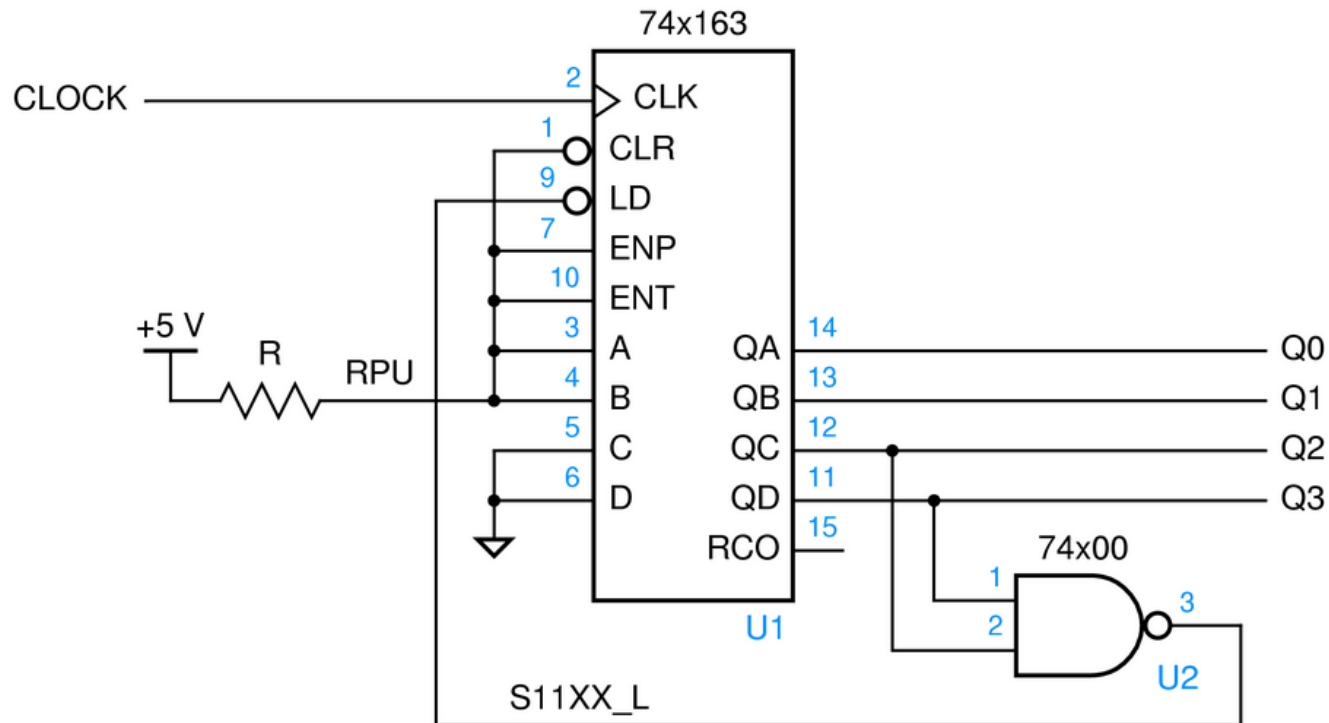 74x163
CLOCK
2
CLK
1
CLR
9
LD
7
ENP
10
ENT
3
A
QA
14
Q0
+5 V
R
RPU
4
B
QB
13
Q1
5
C
QC
12
Q2
6
D
QD
11
Q3
RCO
15
74x00
1
2
3
U1
U2
S11XX_L